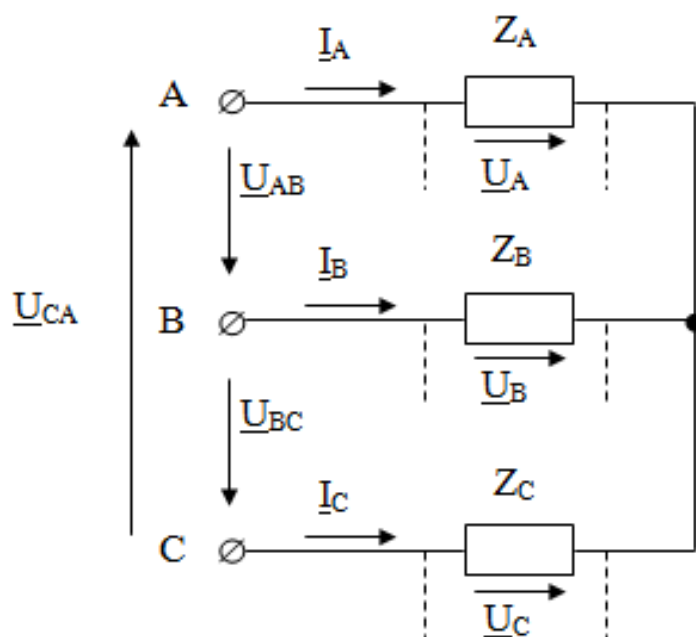 I_A Z_A
A
U_AB U_A
I_B Z_B
U_CA B
U_BC U_B
I_C Z_C
C
U_C